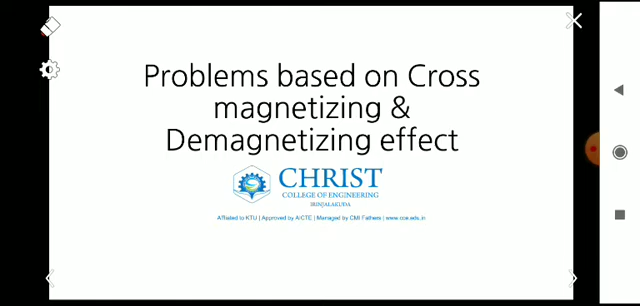 Problems based on Cross
magnetizing &
Demagnetizing effect
CHRIST
COLLEGE OF ENGINEERING
IRINJALAKUDA
Affiliated to KTU | Approved by AICTE | Managed by CMI Fathers | www.cce.edu.in